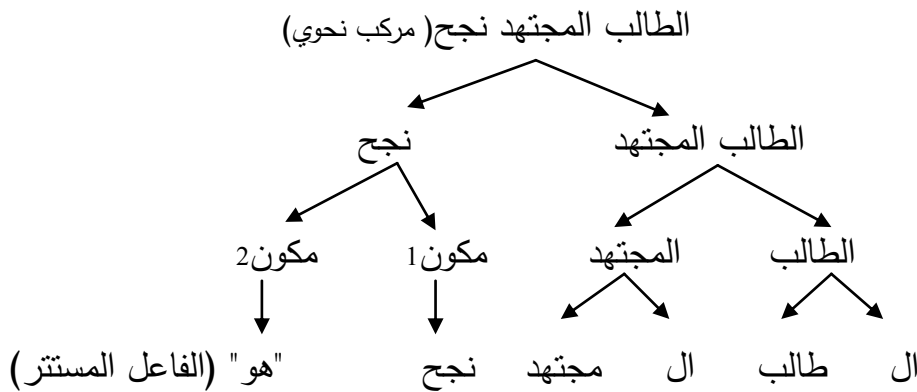 الطالب المجتهد نجح( مركب نحوي)
الطالب المجتهد نجح
الطالب المجتهد مكون1 مكون2
ال طالب ال مجتهد نجح "هو" (الفاعل المستتر)